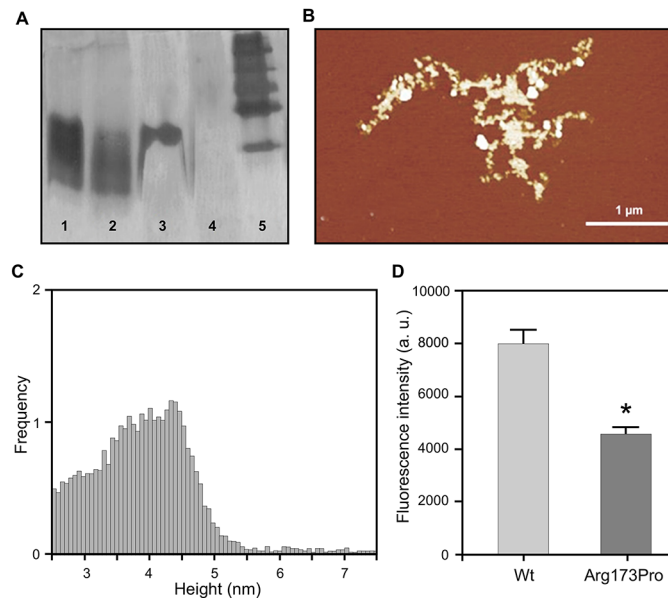 A
1 2 3 4 5
B
1 µm
C
2
1
0
Frequency
3 4 5 6 7
Height (nm)
D
10000
8000
6000
4000
2000
0
Fluorescence intensity (a. u.)
*
Wt Arg173Pro